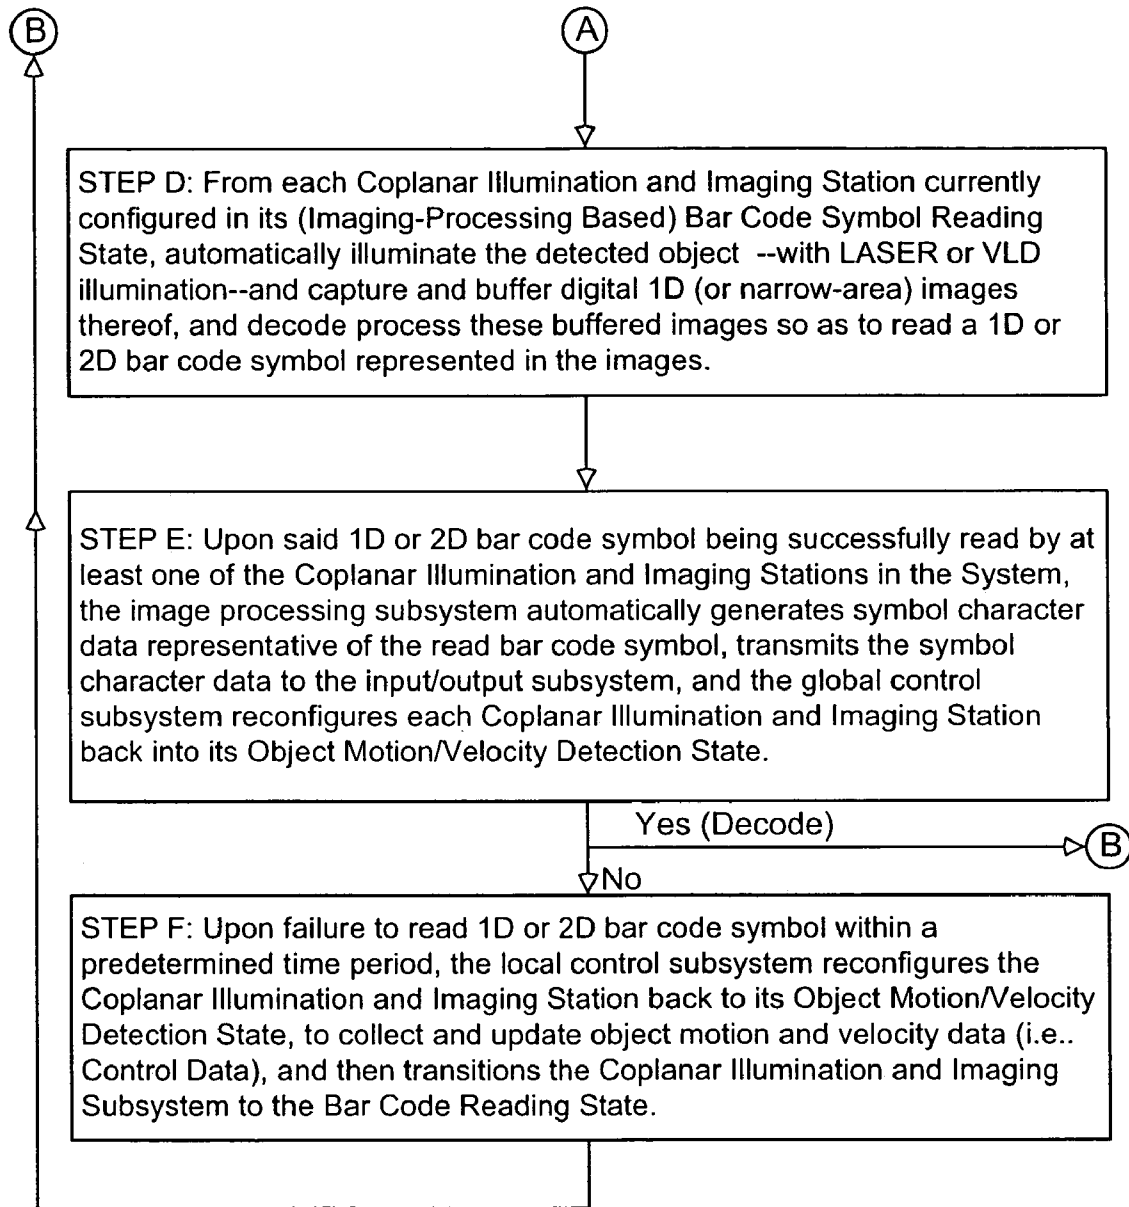 B
A
STEP D: From each Coplanar Illumination and Imaging Station currently
configured in its (Imaging-Processing Based) Bar Code Symbol Reading
State, automatically illuminate the detected object --with LASER or VLD
illumination--and capture and buffer digital 1D (or narrow-area) images
thereof, and decode process these buffered images so as to read a 1D or
2D bar code symbol represented in the images.
STEP E: Upon said 1D or 2D bar code symbol being successfully read by at
least one of the Coplanar Illumination and Imaging Stations in the System,
the image processing subsystem automatically generates symbol character
data representative of the read bar code symbol, transmits the symbol
character data to the input/output subsystem, and the global control
subsystem reconfigures each Coplanar Illumination and Imaging Station
back into its Object Motion/Velocity Detection State.
Yes (Decode)
B
No
STEP F: Upon failure to read 1D or 2D bar code symbol within a
predetermined time period, the local control subsystem reconfigures the
Coplanar Illumination and Imaging Station back to its Object Motion/Velocity
Detection State, to collect and update object motion and velocity data (i.e..
Control Data), and then transitions the Coplanar Illumination and Imaging
Subsystem to the Bar Code Reading State.